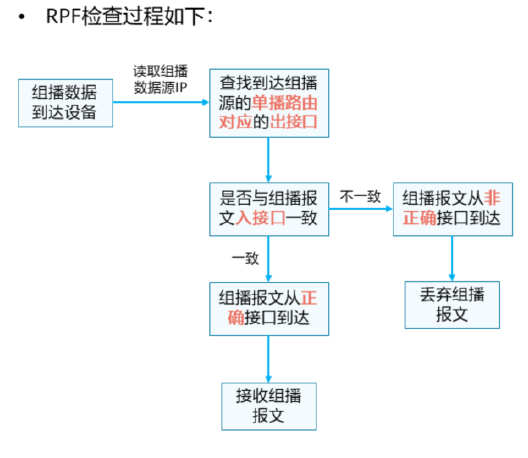 • RPF检查过程如下：
组播数据
到达设备
读取组播
数据源IP
查找到达组播
源的单播路由
对应的出接口
是否与组播报
文入接口一致
不一致
组播报文从非
正确接口到达
一致
组播报文从正
确接口到达
丢弃组播
报文
接收组播
报文